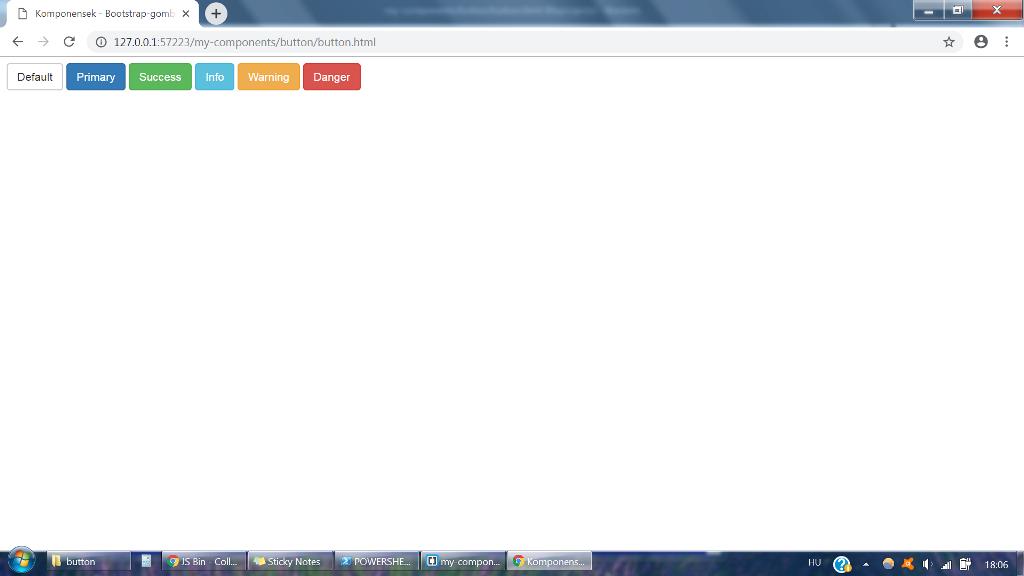 Komponensek - Bootstrap-gomb
127.0.0.1:57223/my-components/button/button.html
Default Primary Success Info Warning Danger
button JS Bin - Coll... Sticky Notes POWERSHE... my-compon... Komponens... HU 18:06